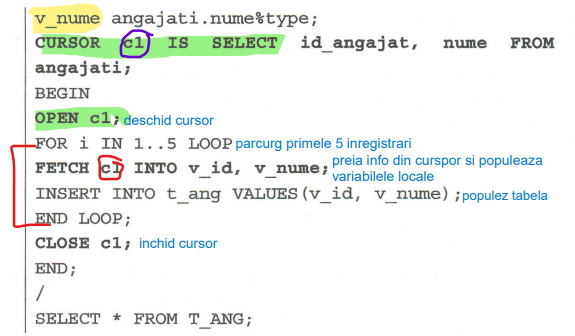 v_nume angajati.nume%type;
CURSOR c1 IS SELECT id_angajat, nume FROM
angajati;
BEGIN
OPEN c1; deschid cursor
FOR i IN 1..5 LOOP parcurg primele 5 inregistrari
FETCH c1 INTO v_id, v_nume; preia info din curspor si populeaza
variabilele locale
INSERT INTO t_ang VALUES(v_id, v_nume); populez tabela
END LOOP;
CLOSE c1; inchid cursor
END;
/
SELECT * FROM T_ANG;